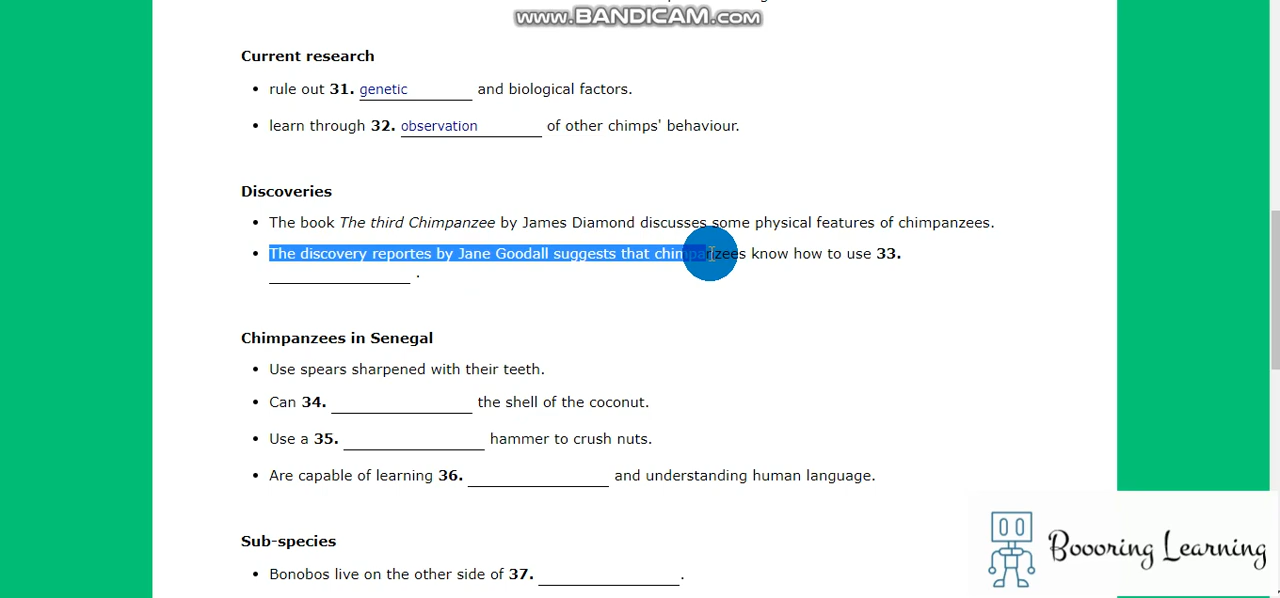 www.BANDICAM.com
Current research
• rule out 31. genetic and biological factors.
• learn through 32. observation of other chimps' behaviour.
Discoveries
• The book The third Chimpanzee by James Diamond discusses some physical features of chimpanzees.
• The discovery reportes by Jane Goodall suggests that chimparizees know how to use 33.
.
Chimpanzees in Senegal
• Use spears sharpened with their teeth.
• Can 34. the shell of the coconut.
• Use a 35. hammer to crush nuts.
• Are capable of learning 36. and understanding human language.
Sub-species
• Bonobos live on the other side of 37. .
Boooring Learning